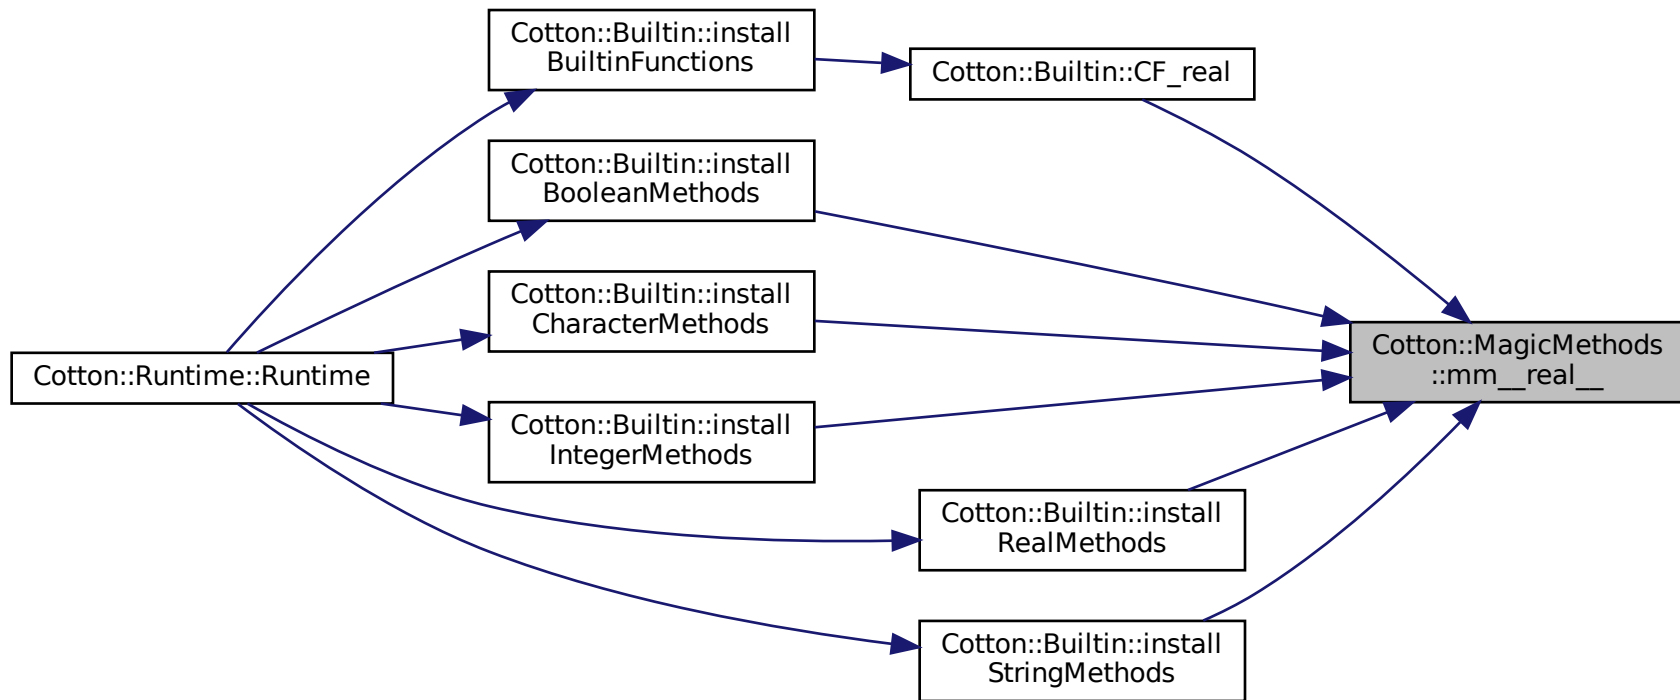 Cotton::Builtin::install
BuiltinFunctions
Cotton::Builtin::CF_real
Cotton::Builtin::install
BooleanMethods
Cotton::Builtin::install
CharacterMethods
Cotton::MagicMethods
::mm__real__
Cotton::Runtime::Runtime
Cotton::Builtin::install
IntegerMethods
Cotton::Builtin::install
RealMethods
Cotton::Builtin::install
StringMethods